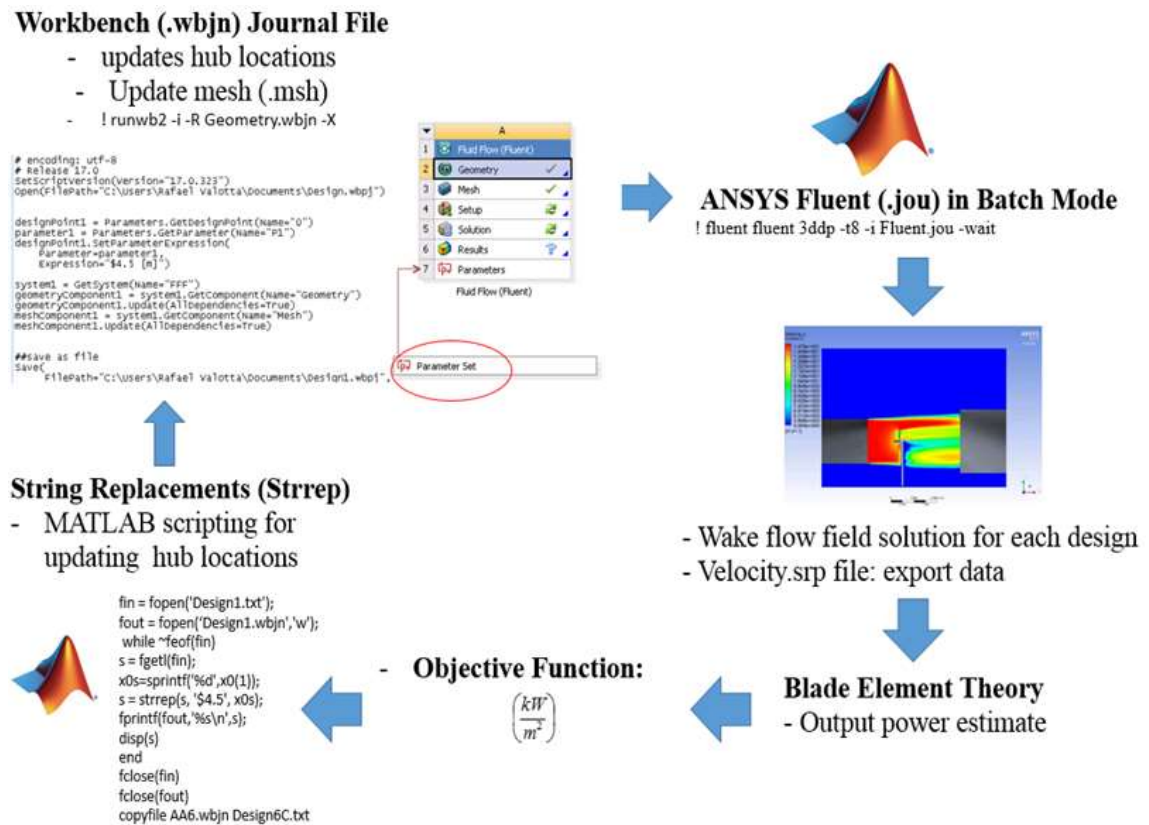 Workbench (.wbjn) Journal File
- updates hub locations
- Update mesh (.msh)
- ! runwb2 -i -R Geometry.wbjn -X
# encoding: utf-8
# Release 17.0
SetScriptVersion(Version="17.0.323")
Open(FilePath="C:\Users\Rafael Valotta\Documents\Design.wbpj")
designPoint1 = Parameters.GetDesignPoint(Name="0")
parameter1 = Parameters.GetParameter(Name="P1")
designPoint1.SetParameterExpression(
Parameter=parameter1,
Expression="$4.5 [m]")
system1 = GetSystem(Name="FFF")
geometryComponent1 = system1.GetComponent(Name="Geometry")
geometryComponent1.Update(AllDependencies=True)
meshComponent1 = system1.GetComponent(Name="Mesh")
meshComponent1.Update(AllDependencies=True)
##save as file
Save(
FilePath="C:\Users\Rafael Valotta\Documents\Design1.wbpj",
A
1 Fluid Flow (Fluent)
2 Geometry
3 Mesh
4 Setup
5 Solution
6 Results
7 Parameters
Fluid Flow (Fluent)
Parameter Set
ANSYS Fluent (.jou) in Batch Mode
! fluent fluent 3ddp -t8 -i Fluent.jou -wait
- Wake flow field solution for each design
- Velocity.srp file: export data
Blade Element Theory
- Output power estimate
- Objective Function:
(kW/m²)
String Replacements (Strrep)
- MATLAB scripting for
updating hub locations
fin = fopen('Design1.txt');
fout = fopen('Design1.wbjn','w');
while ~feof(fin)
s = fgetl(fin);
x0s=sprintf('%d',x0(1));
s = strrep(s, '$4.5', x0s);
fprintf(fout,'%s\n',s);
disp(s)
end
fclose(fin)
fclose(fout)
copyfile AA6.wbjn Design6C.txt